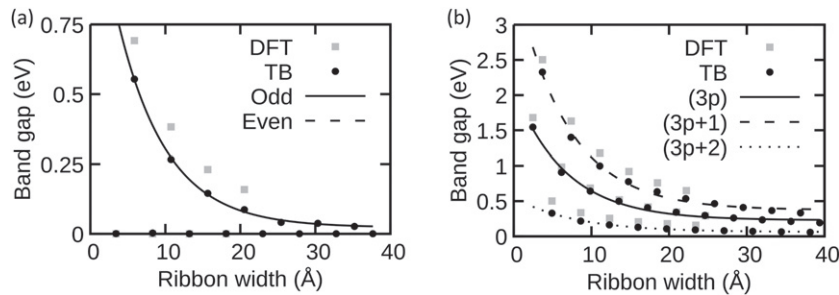 (a)
0.75
0.5
0.25
0
Band gap (eV)
DFT
TB
Odd
Even
0
10
20
30
40
Ribbon width (Å)
(b)
3
2.5
2
1.5
1
0.5
0
Band gap (eV)
DFT
TB
(3p)
(3p+1)
(3p+2)
0
10
20
30
40
Ribbon width (Å)